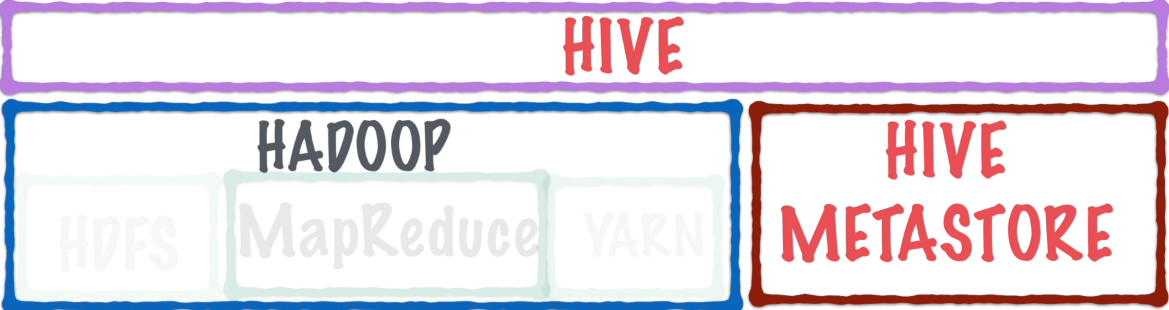 HIVE
HADOOP
HDFS MapReduce YARN
HIVE
METASTORE